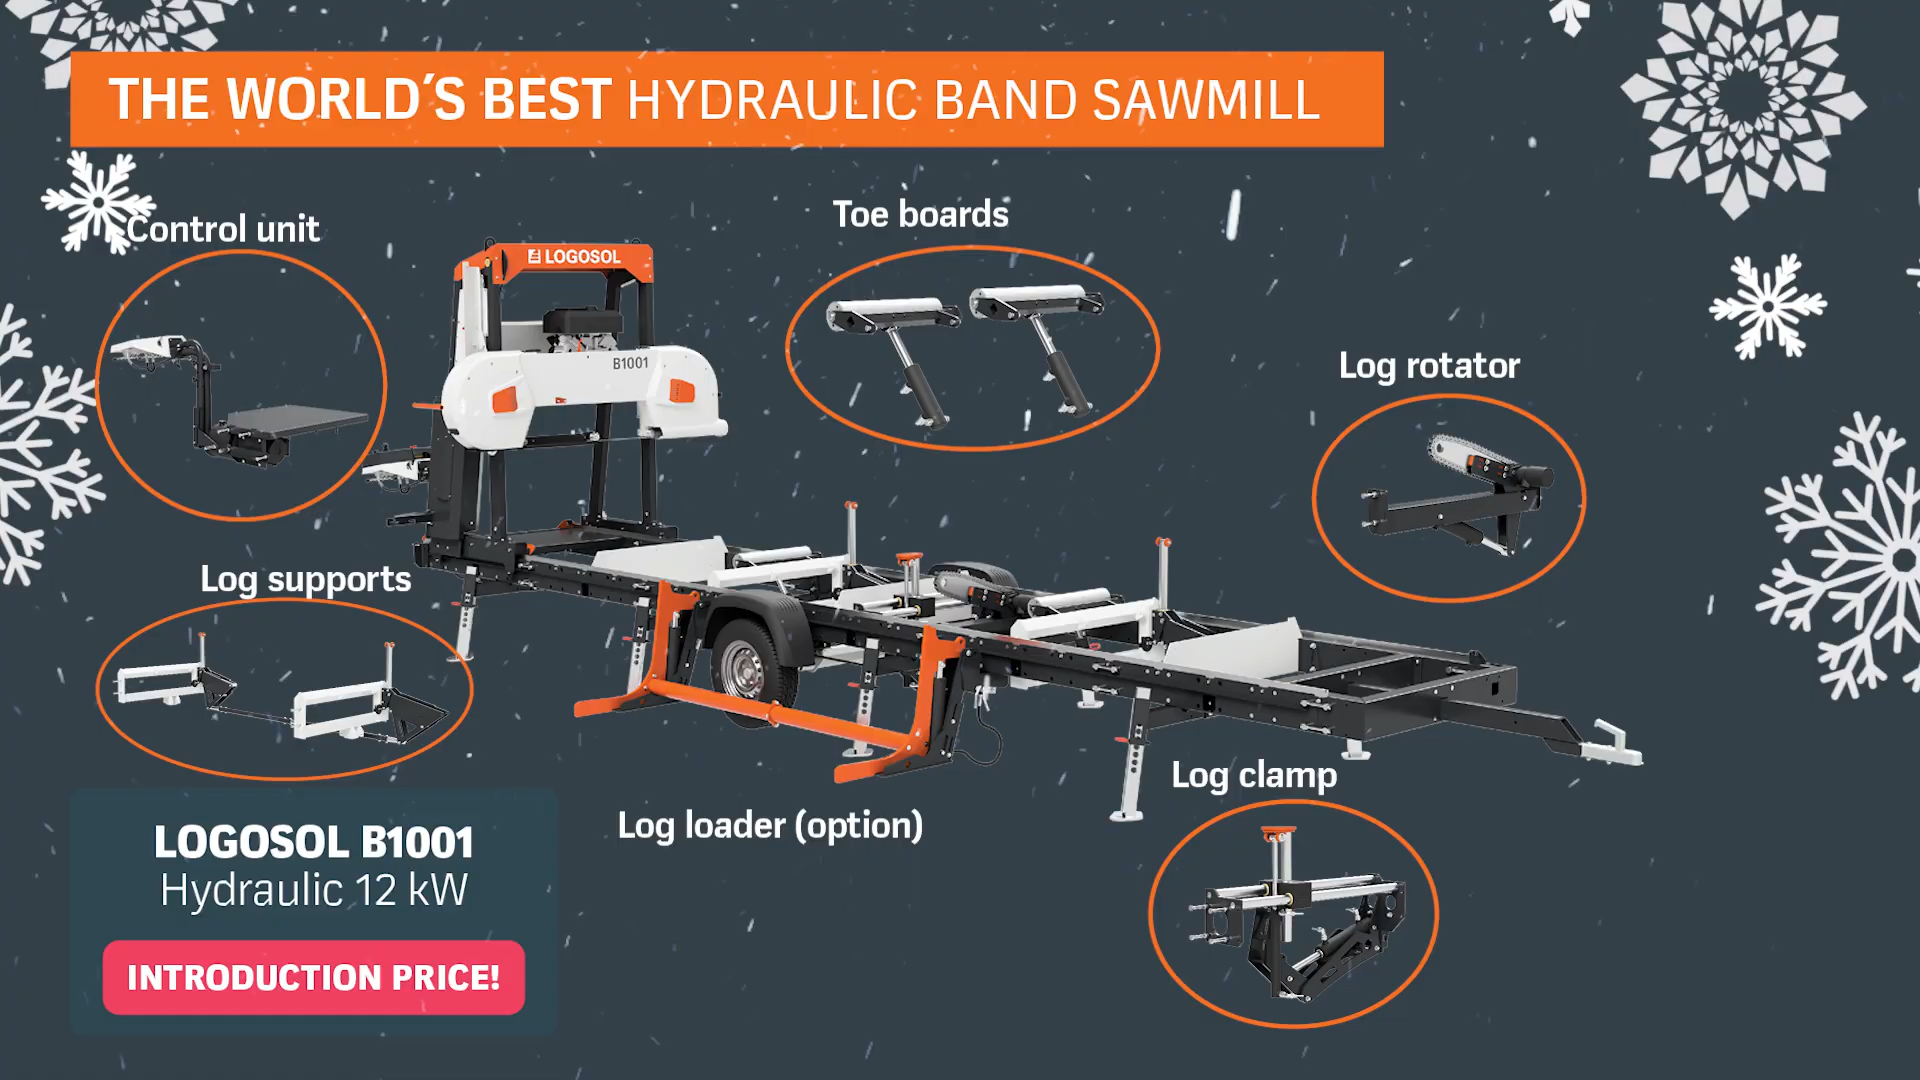 THE WORLD´S BEST HYDRAULIC BAND SAWMILL
Control unit
Toe boards
LOGOSOL
B1001
Log rotator
Log supports
Log clamp
Log loader (option)
LOGOSOL B1001
Hydraulic 12 kW
INTRODUCTION PRICE!